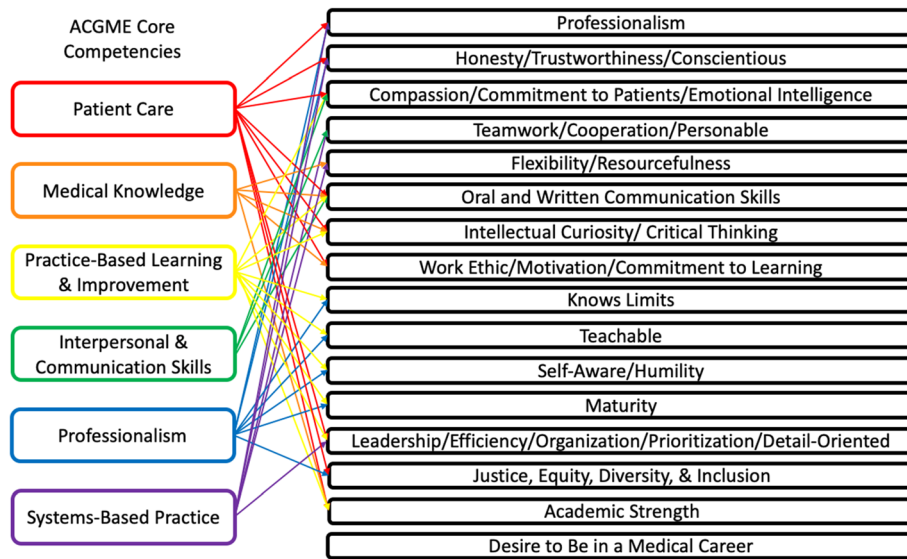 ACGME Core
Competencies
Patient Care
Medical Knowledge
Practice-Based Learning
& Improvement
Interpersonal &
Communication Skills
Professionalism
Systems-Based Practice
Professionalism
Honesty/Trustworthiness/Conscientious
Compassion/Commitment to Patients/Emotional Intelligence
Teamwork/Cooperation/Personable
Flexibility/Resourcefulness
Oral and Written Communication Skills
Intellectual Curiosity/ Critical Thinking
Work Ethic/Motivation/Commitment to Learning
Knows Limits
Teachable
Self-Aware/Humility
Maturity
Leadership/Efficiency/Organization/Prioritization/Detail-Oriented
Justice, Equity, Diversity, & Inclusion
Academic Strength
Desire to Be in a Medical Career